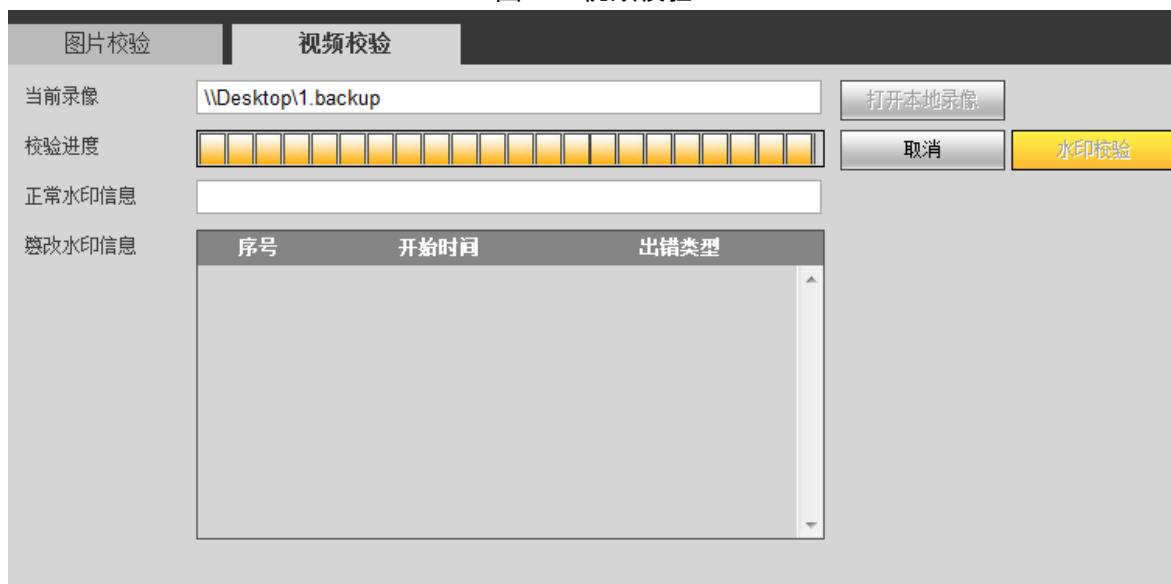 图片校验 视频校验
当前录像 \\Desktop\1.backup 打开本地录像
校验进度 取消 水印校验
正常水印信息
篡改水印信息 序号 开始时间 出错类型